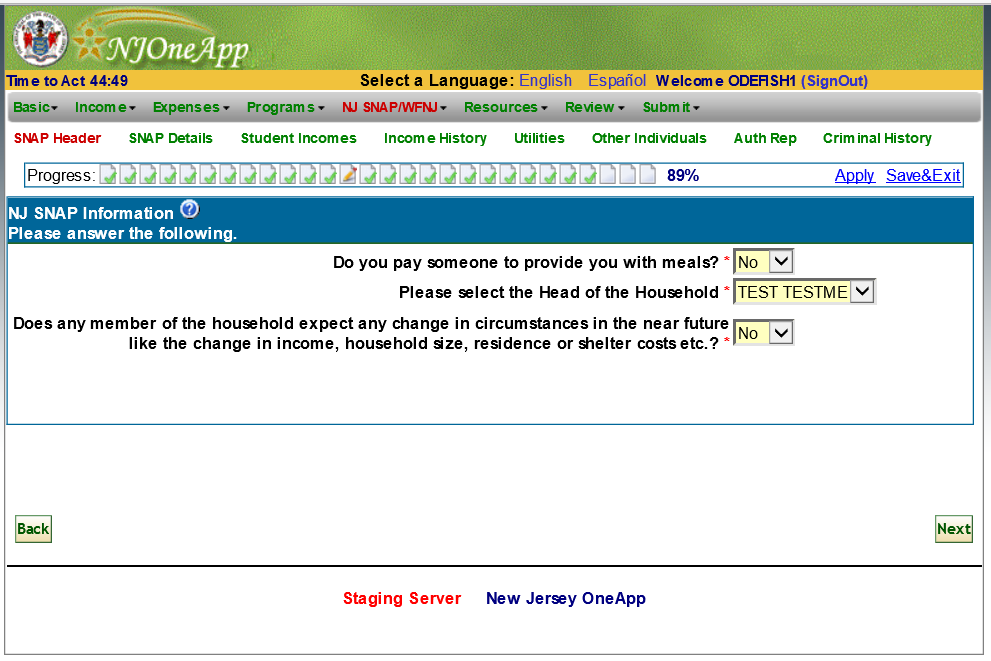 NJOneApp
Time to Act 44:49 Select a Language: English Español Welcome ODEFISH1 (SignOut)
Basic Income Expenses Programs NJ SNAP/WFNJ Resources Review Submit
SNAP Header SNAP Details Student Incomes Income History Utilities Other Individuals Auth Rep Criminal History
Progress: 89% Apply Save&Exit
NJ SNAP Information ?
Please answer the following.
Do you pay someone to provide you with meals? * No
Please select the Head of the Household * TEST TESTME
Does any member of the household expect any change in circumstances in the near future
like the change in income, household size, residence or shelter costs etc.? * No
Back Next
Staging Server New Jersey OneApp